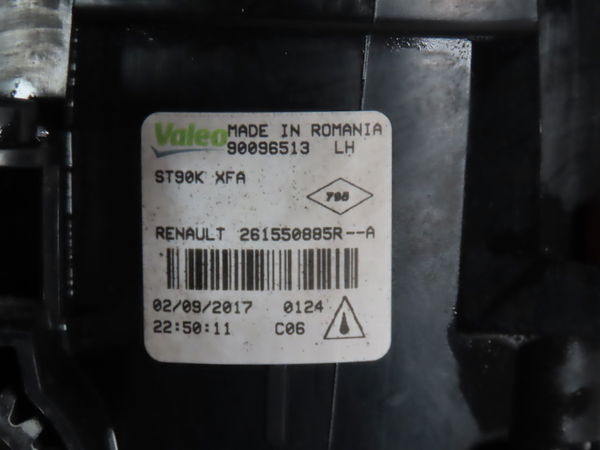 Valeo MADE IN ROMANIA
90096513 LH
ST90K XFA
795
RENAULT 261550885R--A
02/09/2017 0124
22:50:11 C06